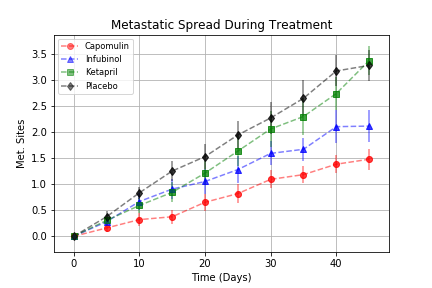 Metastatic Spread During Treatment
Capomulin
Infubinol
Ketapril
Placebo
Met. Sites
3.5
3.0
2.5
2.0
1.5
1.0
0.5
0.0
0 10 20 30 40
Time (Days)